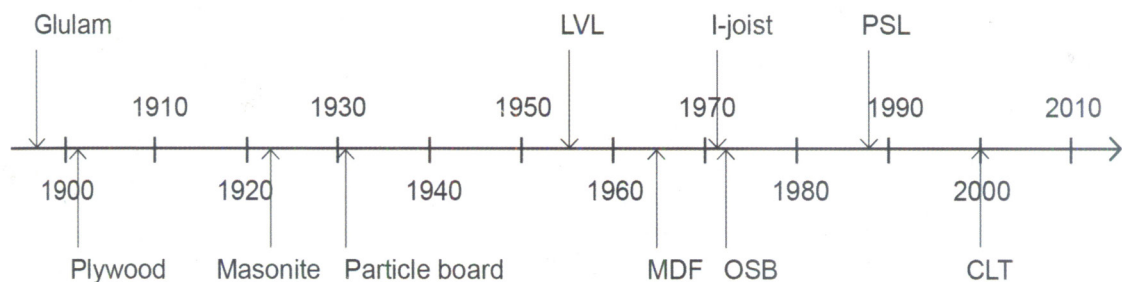 Glulam LVL I-joist PSL
1910 1930 1950 1970 1990 2010
1900 1920 1940 1960 1980 2000
Plywood Masonite Particle board MDF OSB CLT